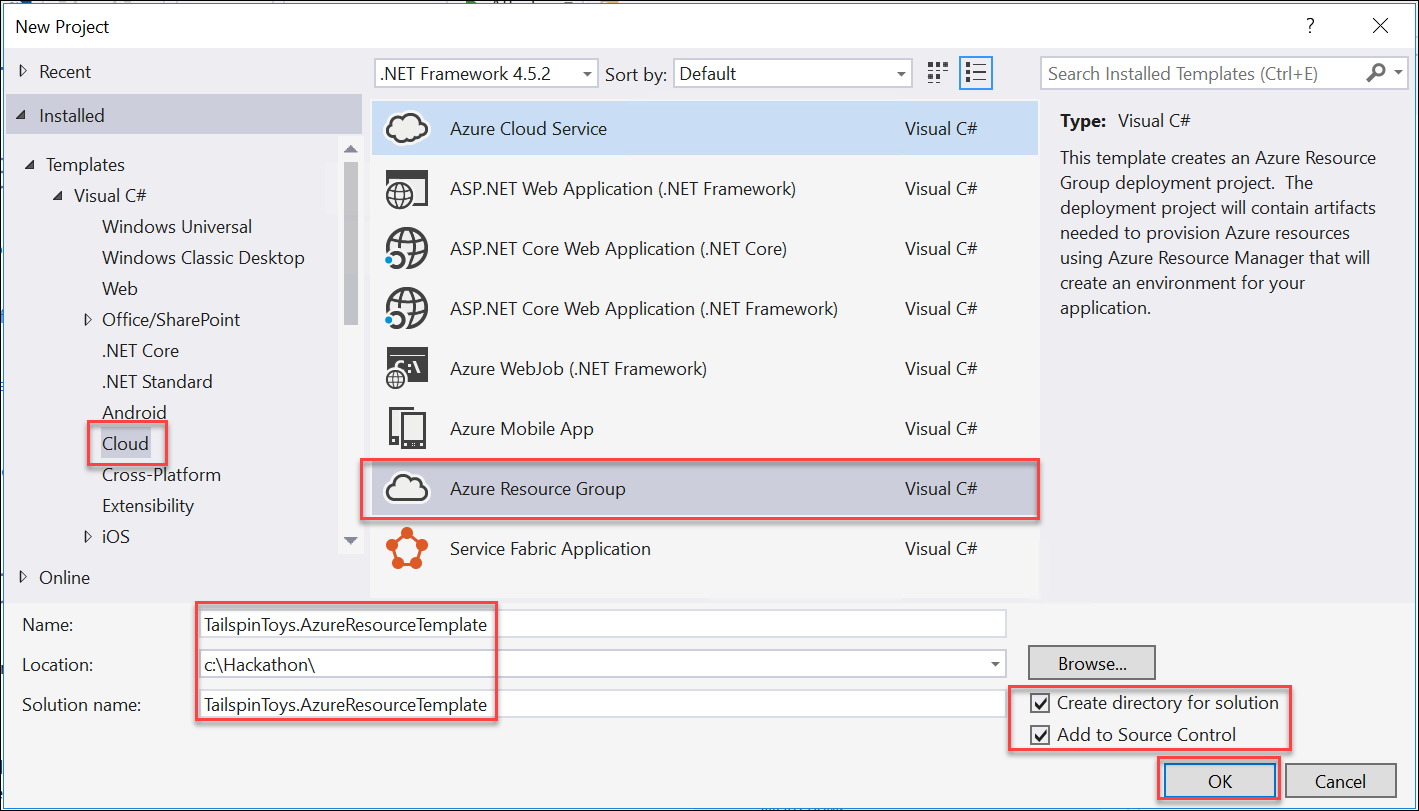 New Project
?
Recent
.NET Framework 4.5.2
Sort by:
Default
Search Installed Templates (Ctrl+E)
Installed
Templates
Visual C#
Windows Universal
Windows Classic Desktop
Web
Office/SharePoint
.NET Core
.NET Standard
Android
Cloud
Cross-Platform
Extensibility
iOS
Online
Azure Cloud Service Visual C#
ASP.NET Web Application (.NET Framework) Visual C#
ASP.NET Core Web Application (.NET Core) Visual C#
ASP.NET Core Web Application (.NET Framework) Visual C#
Azure WebJob (.NET Framework) Visual C#
Azure Mobile App Visual C#
Azure Resource Group Visual C#
Service Fabric Application Visual C#
Type: Visual C#
This template creates an Azure Resource
Group deployment project. The
deployment project will contain artifacts
needed to provision Azure resources
using Azure Resource Manager that will
create an environment for your
application.
Name: TailspinToys.AzureResourceTemplate
Location: c:\Hackathon\
Browse...
Solution name: TailspinToys.AzureResourceTemplate
Create directory for solution
Add to Source Control
OK
Cancel